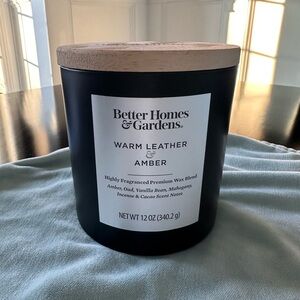 Better Homes
& Gardens®
WARM LEATHER
&
AMBER
Highly Fragranced Premium Wax Blend
Amber, Oud, Vanilla Bean, Mahogany,
Incense & Cacao Scent Notes
NET WT 12 OZ (340.2 g)